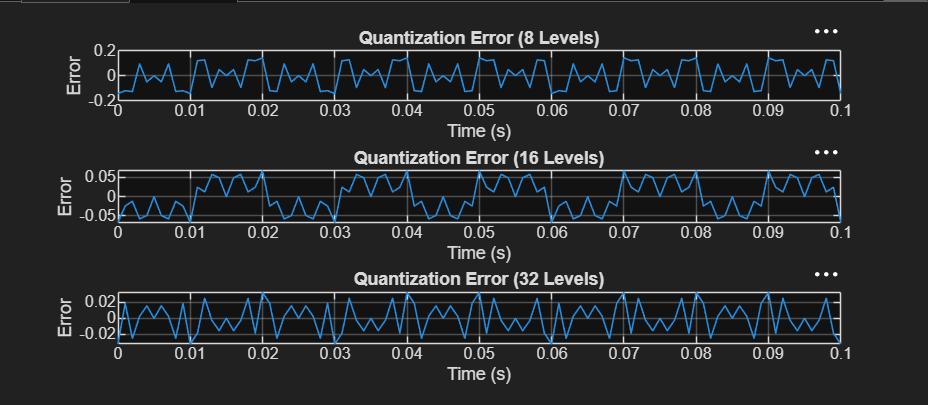 Quantization Error (8 Levels)
0.2
0
-0.2
Error
0 0.01 0.02 0.03 0.04 0.05 0.06 0.07 0.08 0.09 0.1
Time (s)
Quantization Error (16 Levels)
0.05
0
-0.05
Error
0 0.01 0.02 0.03 0.04 0.05 0.06 0.07 0.08 0.09 0.1
Time (s)
Quantization Error (32 Levels)
0.02
0
-0.02
Error
0 0.01 0.02 0.03 0.04 0.05 0.06 0.07 0.08 0.09 0.1
Time (s)